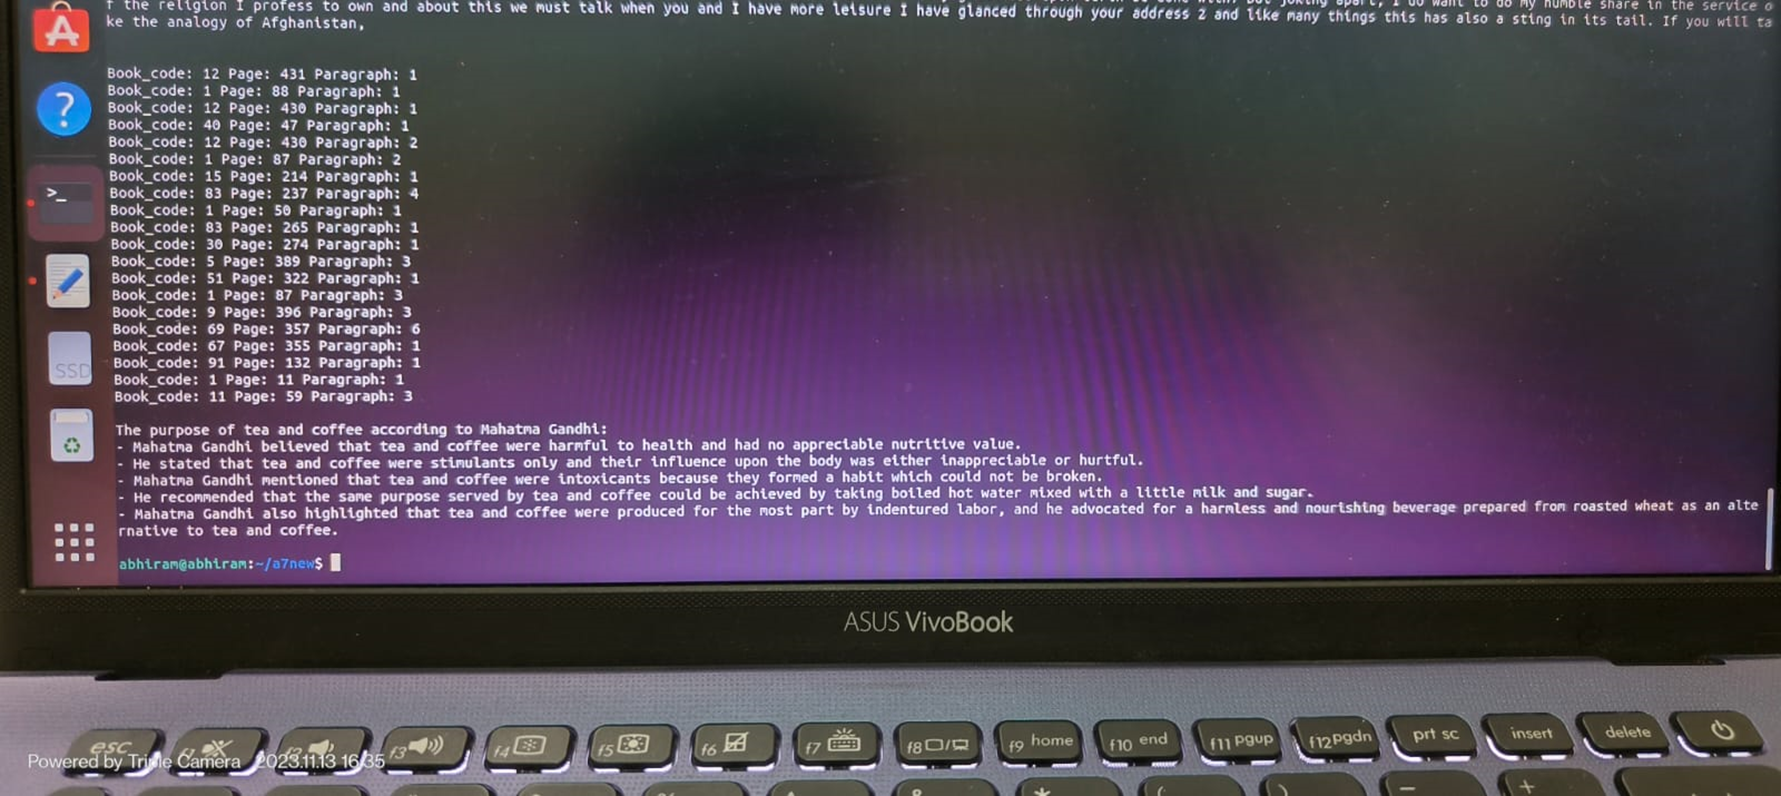 f the religion I profess to own and about this we must talk when you and I have more leisure I have glanced through your address 2 and like many things this has also a sting in its tail. If you will ta
ke the analogy of Afghanistan,
Book_code: 12 Page: 431 Paragraph: 1
Book_code: 1 Page: 88 Paragraph: 1
Book_code: 12 Page: 430 Paragraph: 1
Book_code: 40 Page: 47 Paragraph: 1
Book_code: 12 Page: 430 Paragraph: 2
Book_code: 1 Page: 87 Paragraph: 2
Book_code: 15 Page: 214 Paragraph: 1
Book_code: 83 Page: 237 Paragraph: 4
Book_code: 1 Page: 50 Paragraph: 1
Book_code: 83 Page: 265 Paragraph: 1
Book_code: 30 Page: 274 Paragraph: 1
Book_code: 5 Page: 389 Paragraph: 3
Book_code: 51 Page: 322 Paragraph: 1
Book_code: 1 Page: 87 Paragraph: 3
Book_code: 9 Page: 396 Paragraph: 3
Book_code: 69 Page: 357 Paragraph: 6
Book_code: 67 Page: 355 Paragraph: 1
Book_code: 91 Page: 132 Paragraph: 1
Book_code: 1 Page: 11 Paragraph: 1
Book_code: 11 Page: 59 Paragraph: 3
SSD
The purpose of tea and coffee according to Mahatma Gandhi:
- Mahatma Gandhi believed that tea and coffee were harmful to health and had no appreciable nutritive value.
- He stated that tea and coffee were stimulants only and their influence upon the body was either inappreciable or hurtful.
- Mahatma Gandhi mentioned that tea and coffee were intoxicants because they formed a habit which could not be broken.
- He recommended that the same purpose served by tea and coffee could be achieved by taking boiled hot water mixed with a little milk and sugar.
- Mahatma Gandhi also highlighted that tea and coffee were produced for the most part by indentured labor, and he advocated for a harmless and nourishing beverage prepared from roasted wheat as an alte
rnative to tea and coffee.
abhiram@abhiram:~/a7new$
ASUS VivoBook
esc f1 f2 f3 f4 f5 f6 f7 f8 f9 home f10 end f11 pgup f12 pgdn prt sc insert delete
Powered by Triple Camera 2023.11.13 16:35